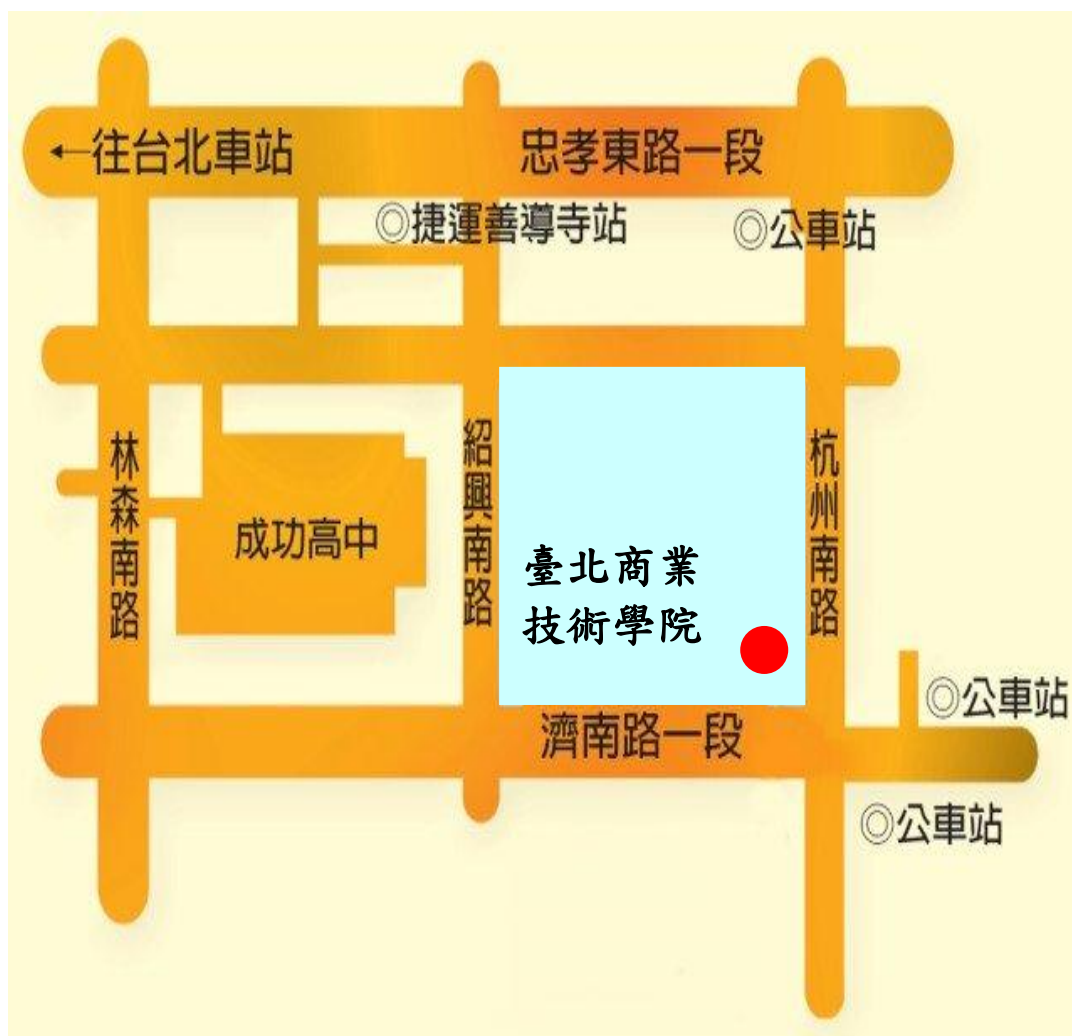 ←往台北車站
忠孝東路一段
◎捷運善導寺站
◎公車站
林森南路
紹興南路
杭州南路
成功高中
臺北商業
技術學院
◎公車站
濟南路一段
◎公車站